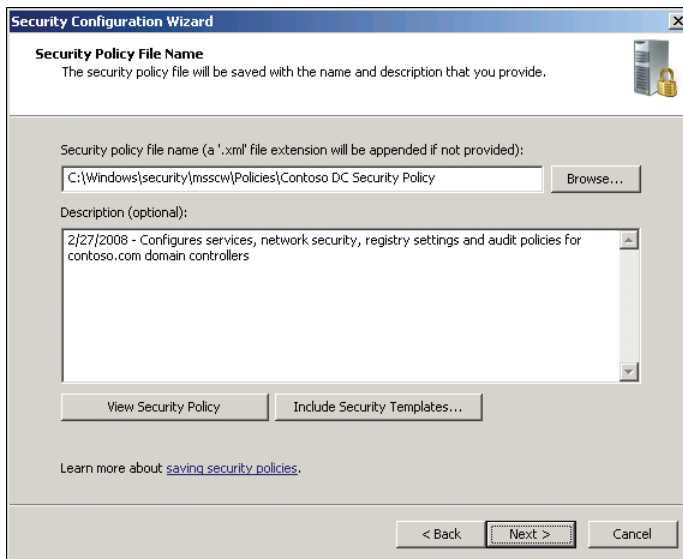 Security Configuration Wizard
Security Policy File Name
The security policy file will be saved with the name and description that you provide.
Security policy file name (a '.xml' file extension will be appended if not provided):
C:\Windows\security\msscw\Policies\Contoso DC Security Policy
Browse...
Description (optional):
2/27/2008 - Configures services, network security, registry settings and audit policies for
contoso.com domain controllers
View Security Policy
Include Security Templates...
Learn more about saving security policies.
< Back
Next >
Cancel